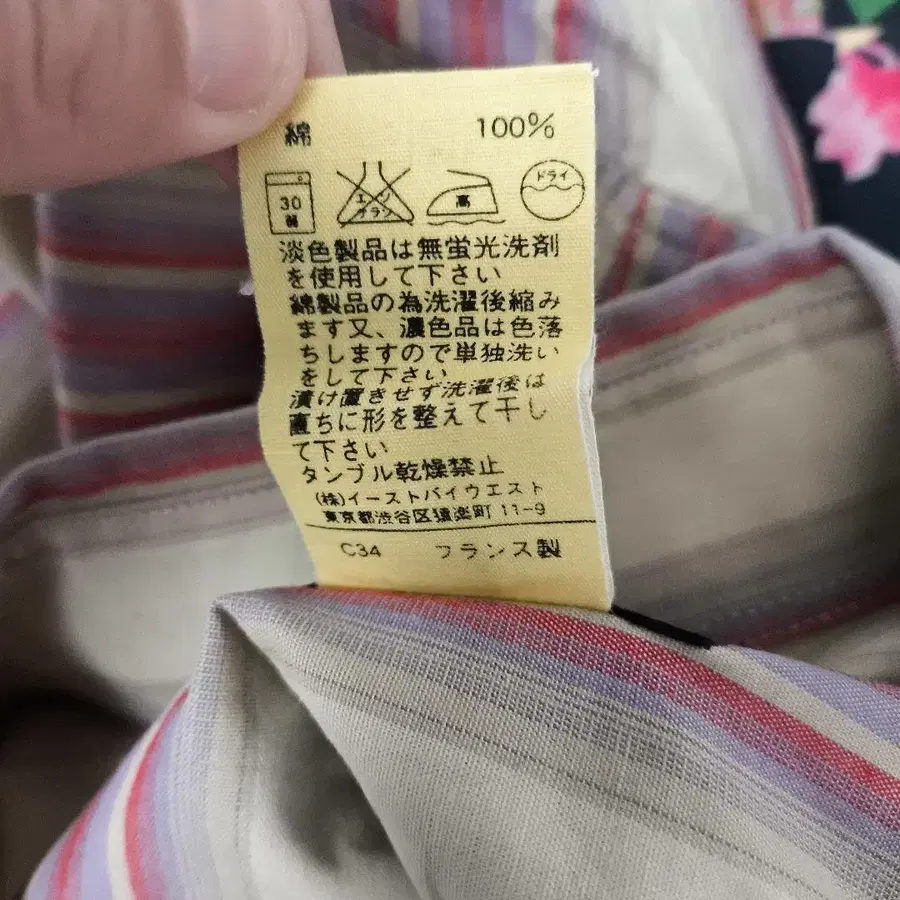 綿 100%
30 弱 エンソサラシ 高 ドライ
淡色製品は無蛍光洗剤
を使用して下さい
綿製品の為洗濯後縮み
ます又、濃色品は色落
ちしますので単独洗い
をして下さい
漬け置きせず洗濯後は
直ちに形を整えて干し
て下さい
タンブル乾燥禁止
(株)イーストバイウエスト
東京都渋谷区猿楽町 11-9
C34 フランス製